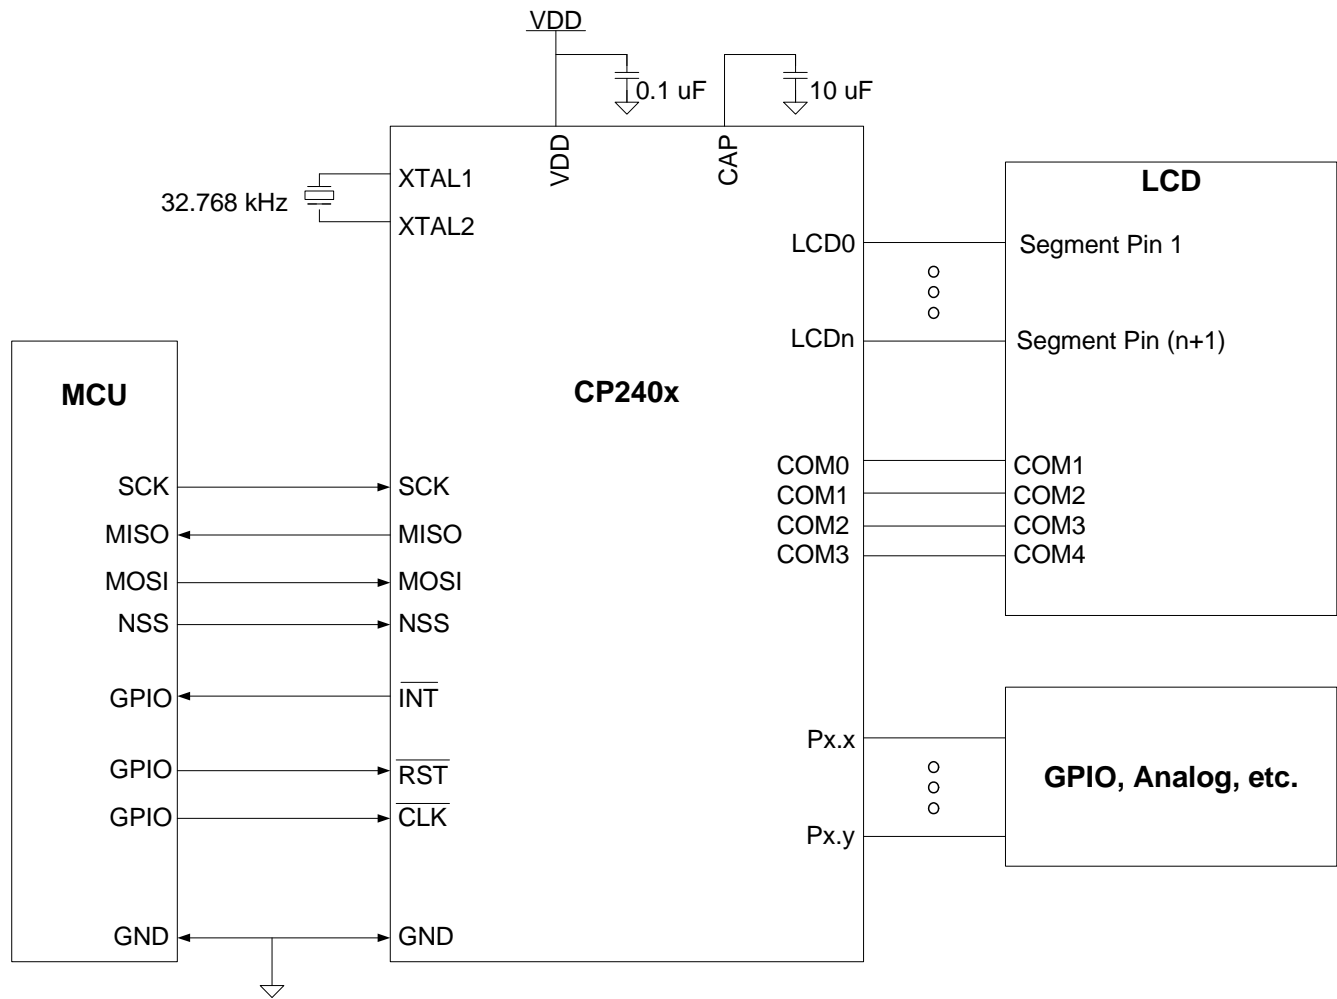 VDD
0.1 uF
10 uF
VDD
CAP
32.768 kHz
XTAL1
XTAL2
LCD
LCD0
Segment Pin 1
LCDn
Segment Pin (n+1)
MCU
CP240x
COM0
COM1
COM1
COM2
COM2
COM3
COM3
COM4
SCK
SCK
MISO
MISO
MOSI
MOSI
NSS
NSS
GPIO
INT
GPIO
RST
GPIO
CLK
Px.x
GPIO, Analog, etc.
Px.y
GND
GND